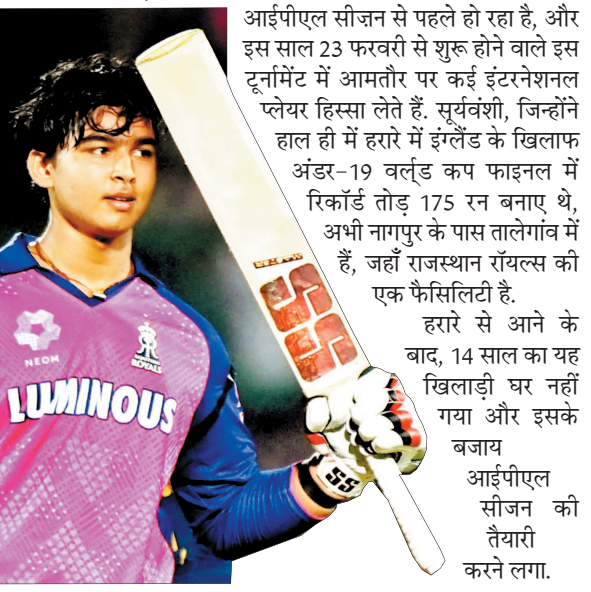 आईपीएल सीज़न से पहले हो रहा है, और
इस साल 23 फरवरी से शुरू होने वाले इस
टूर्नामेंट में आमतौर पर कई इंटरनेशनल
प्लेयर हिस्सा लेते हैं. सूर्यवंशी, जिन्होंने
हाल ही में हरारे में इंग्लैंड के खिलाफ
अंडर-19 वर्ल्ड कप फाइनल में
रिकॉर्ड तोड़ 175 रन बनाए थे,
अभी नागपुर के पास तालेगांव में
हैं, जहाँ राजस्थान रॉयल्स की
एक फैसिलिटी है.
हरारे से आने के
बाद, 14 साल का यह
खिलाड़ी घर नहीं
गया और इसके
बजाय
आईपीएल
सीजन की
तैयारी
करने लगा.
NEOM
ROYALS
LUMINOUS
SS
SS